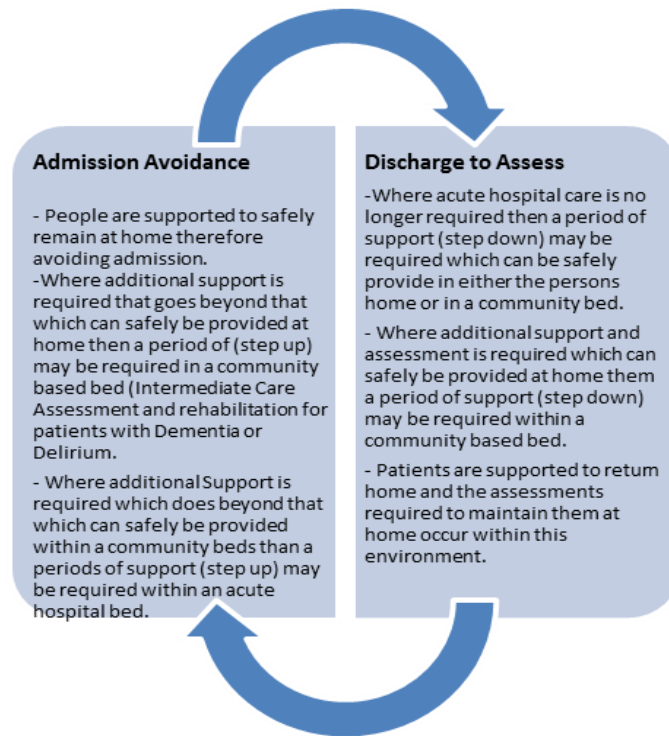 Admission Avoidance
- People are supported to safely
remain at home therefore
avoiding admission.
-Where additional support is
required that goes beyond that
which can safely be provided at
home then a period of (step up)
may be required in a community
based bed (Intermediate Care
Assessment and rehabilitation for
patients with Dementia or
Delirium.
- Where additional Support is
required which does beyond that
which can safely be provided
within a community beds than a
periods of support (step up) may
be required within an acute
hospital bed.
Discharge to Assess
-Where acute hospital care is no
longer required then a period of
support (step down) may be
required which can be safely
provide in either the persons
home or in a community bed.
- Where additional support and
assessment is required which can
safely be provided at home them
a period of support (step down)
may be required within a
community based bed.
- Patients are supported to return
home and the assessments
required to maintain them at
home occur within this
environment.